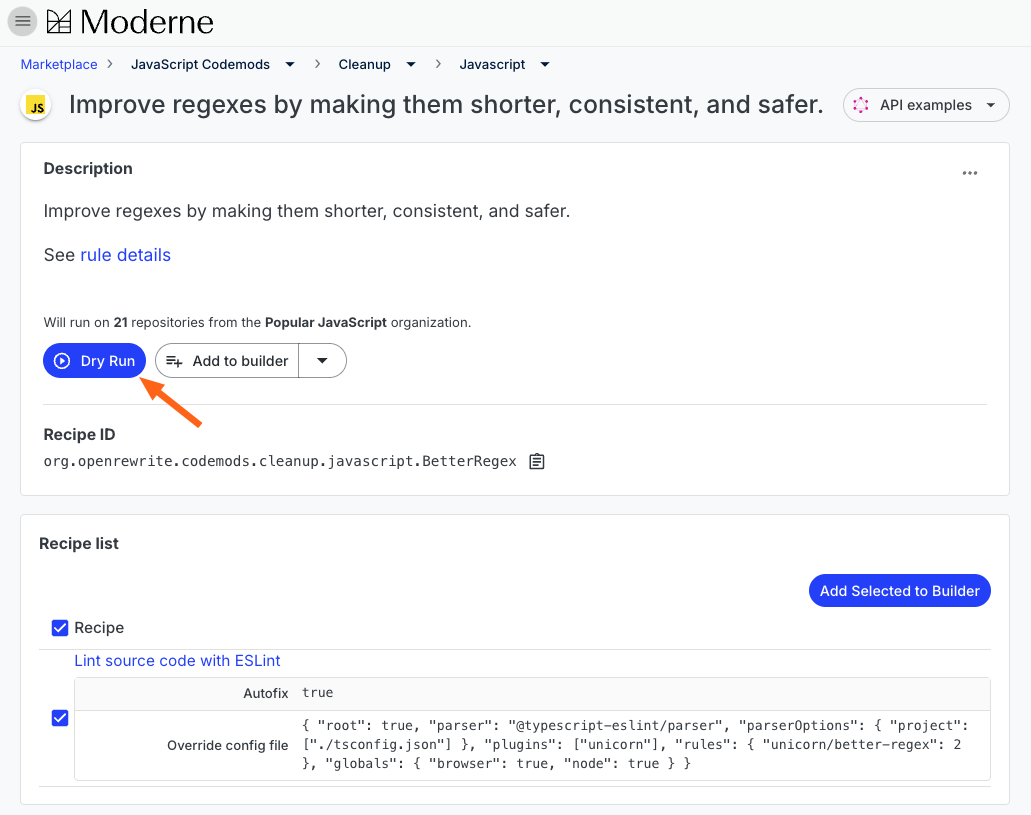 Moderne
Marketplace > JavaScript Codemods > Cleanup > Javascript
JS Improve regexes by making them shorter, consistent, and safer. API examples
Description
Improve regexes by making them shorter, consistent, and safer.
See rule details
Will run on 21 repositories from the Popular JavaScript organization.
Dry Run Add to builder
Recipe ID
org.openrewrite.codemods.cleanup.javascript.BetterRegex
Recipe list
Add Selected to Builder
Recipe
Lint source code with ESLint
Autofix true
Override config file { "root": true, "parser": "@typescript-eslint/parser", "parserOptions": { "project":
["./tsconfig.json"] }, "plugins": ["unicorn"], "rules": { "unicorn/better-regex": 2
}, "globals": { "browser": true, "node": true } }